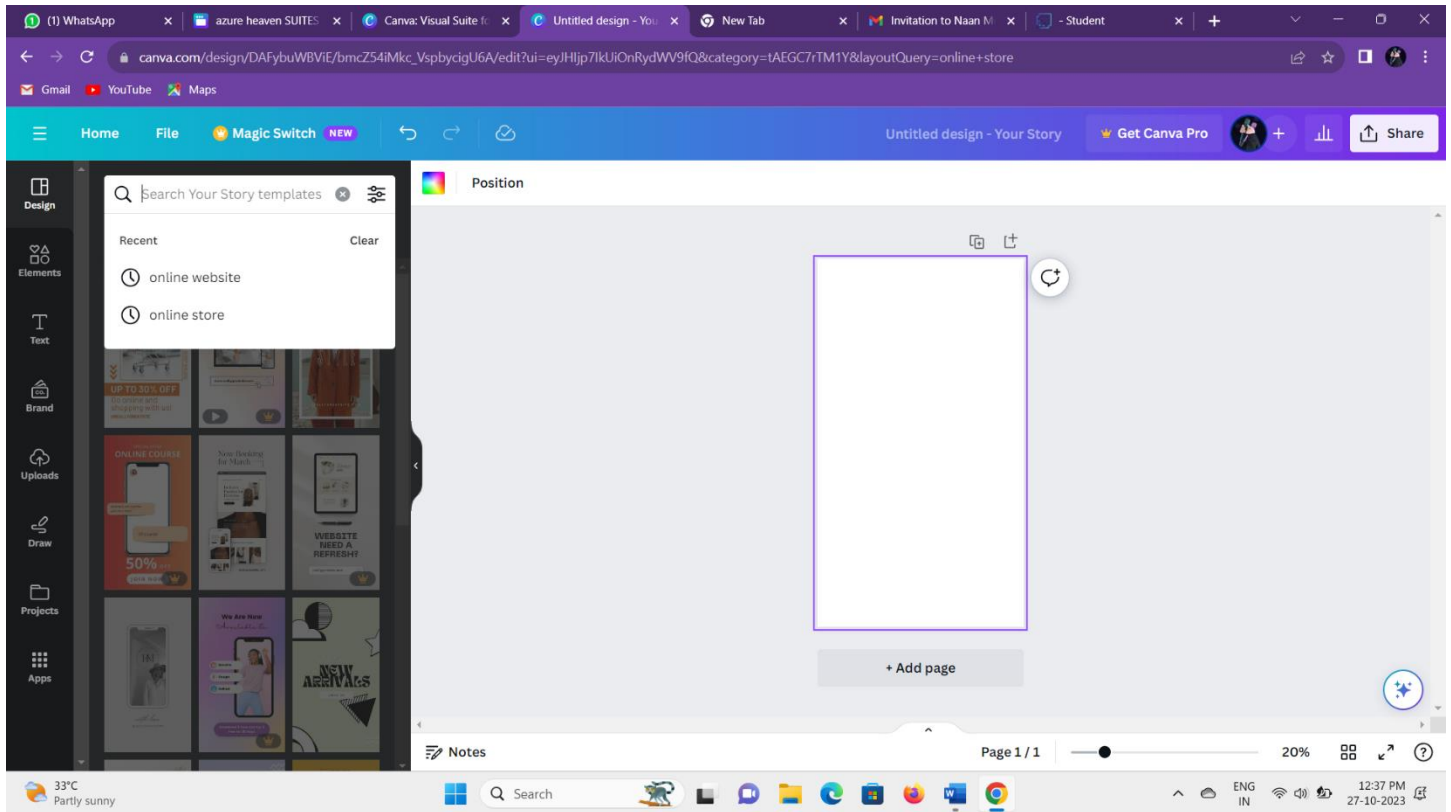 (1) WhatsApp
azure heaven SUITES
Canva: Visual Suite fo
Untitled design - You
New Tab
Invitation to Naan M
- Student
canva.com/design/DAFybuWBViE/bmcZ54iMkc_VspbycigU6A/edit?ui=eyJHIjp7IkUiOnRydWV9fQ&category=tAEGC7rTM1Y&layoutQuery=online+store
Gmail
YouTube
Maps
Home
File
Magic Switch NEW
Untitled design - Your Story
Get Canva Pro
Share
Design
Elements
Text
Brand
Uploads
Draw
Projects
Apps
Search Your Story templates
Recent
Clear
online website
online store
UP TO 30% OFF
ONLINE COURSE
50%
New Booking
for March
WEBSITE
NEED A
REFRESH?
We Are Now
NEW
ARRIVALS
Position
+ Add page
Notes
Page 1 / 1
20%
33°C
Partly sunny
Search
ENG
IN
12:37 PM
27-10-2023